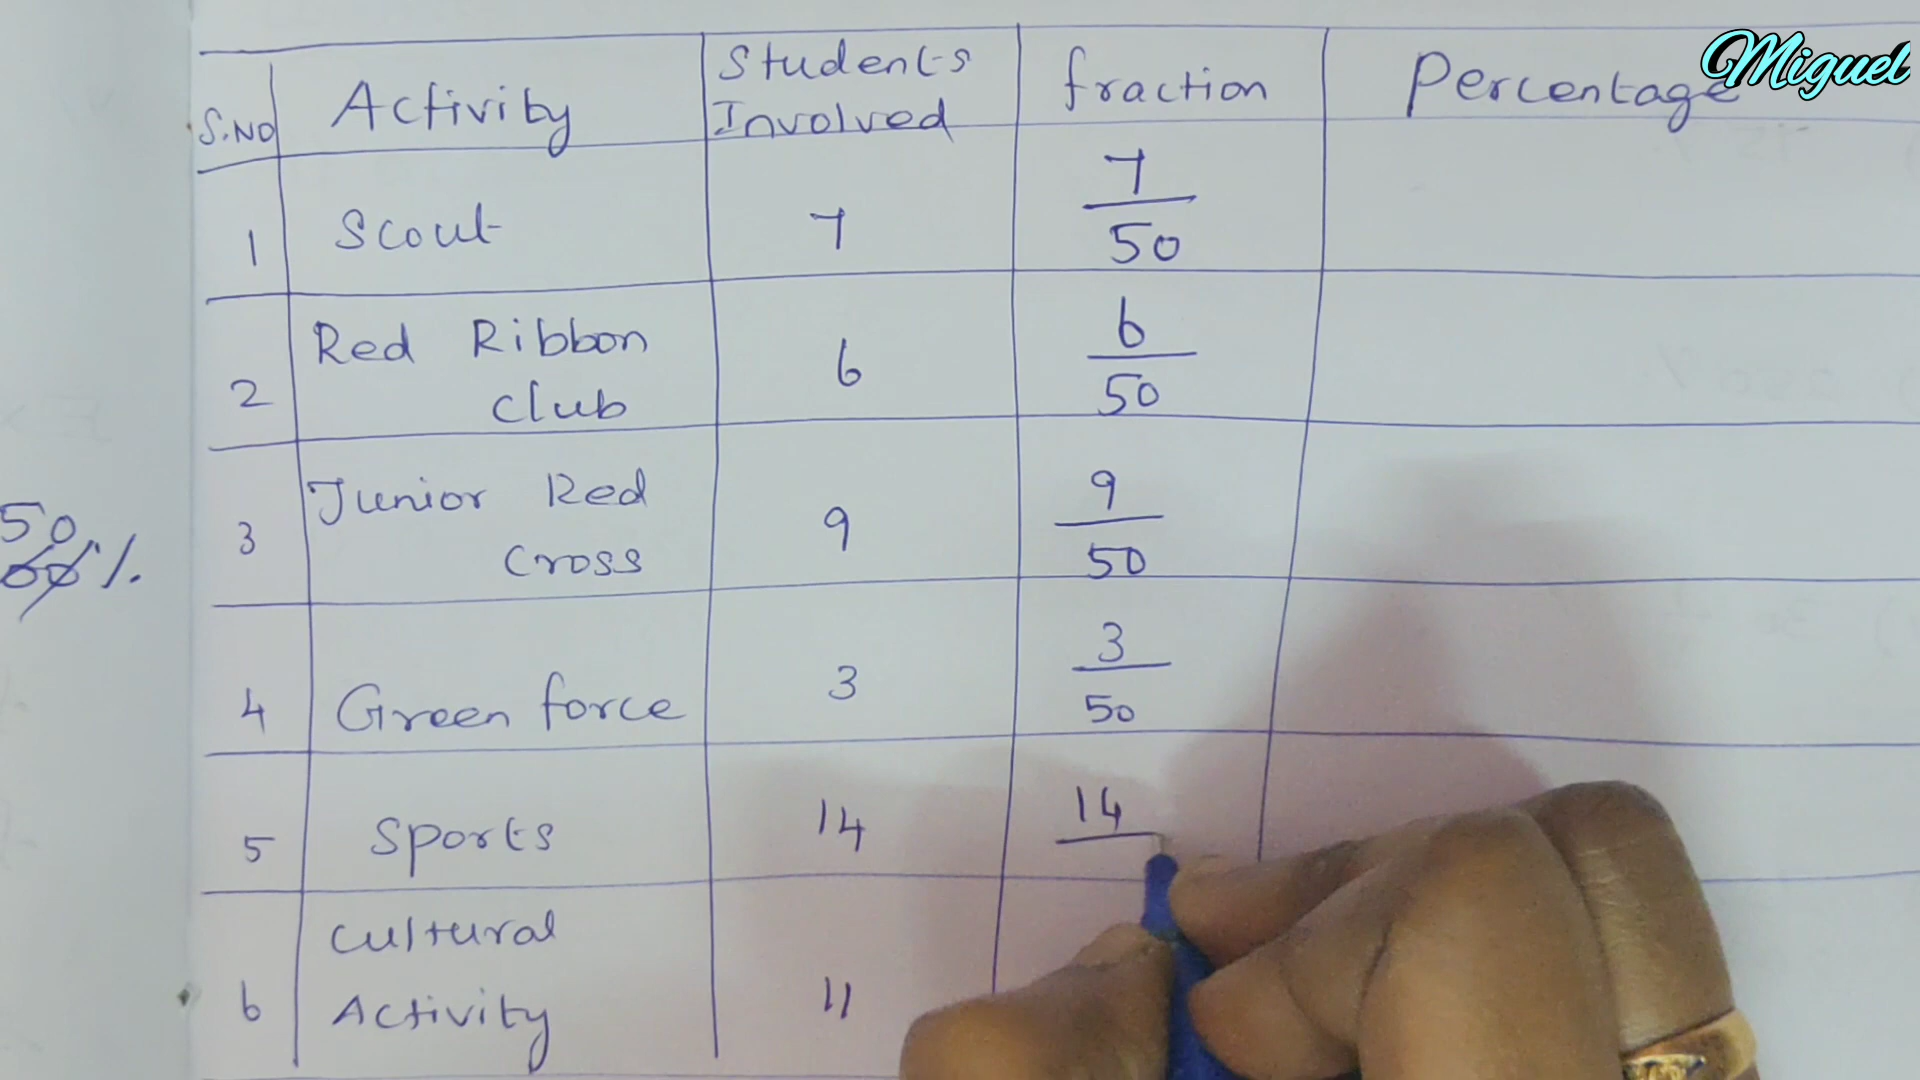 Miguel
S.No Activity Students Involved fraction Percentage
1 Scout 7 7/50
2 Red Ribbon Club 6 6/50
3 Junior Red Cross 9 9/50
4 Green force 3 3/50
5 Sports 14 14
6 Cultural Activity 11
50
%